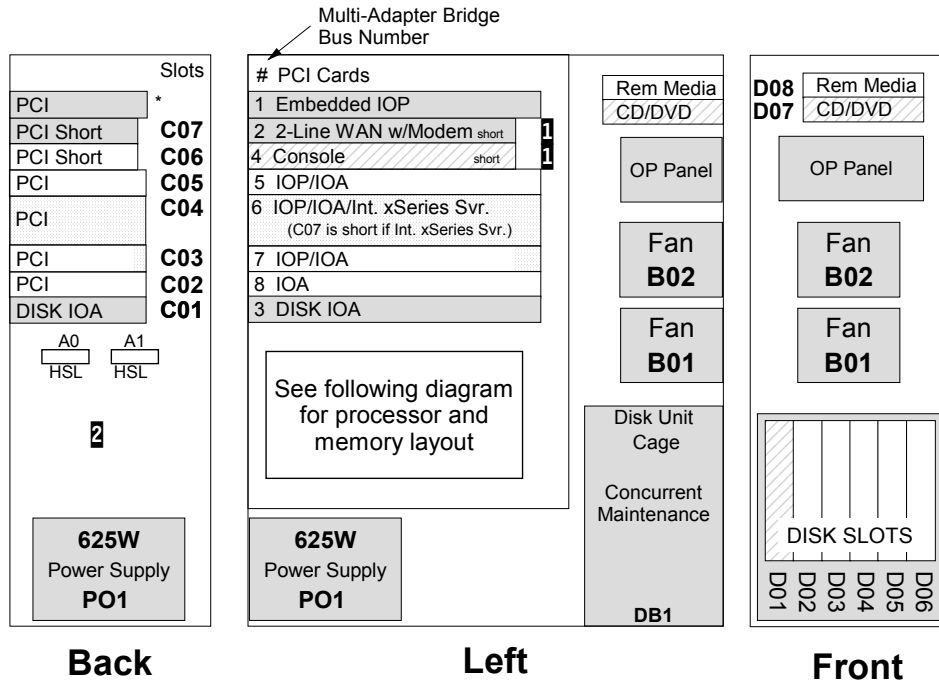 Multi-Adapter Bridge
Bus Number
Slots
PCI *
PCI Short C07
PCI Short C06
PCI C05
PCI C04
PCI C03
PCI C02
DISK IOA C01
A0 A1
HSL HSL
2
625W
Power Supply
PO1
Back
# PCI Cards
1 Embedded IOP
2 2-Line WAN w/Modem short 1
4 Console short 1
5 IOP/IOA
6 IOP/IOA/Int. xSeries Svr.
(C07 is short if Int. xSeries Svr.)
7 IOP/IOA
8 IOA
3 DISK IOA
See following diagram
for processor and
memory layout
625W
Power Supply
PO1
Rem Media
CD/DVD
OP Panel
Fan
B02
Fan
B01
Disk Unit
Cage
Concurrent
Maintenance
DB1
Left
D08 Rem Media
D07 CD/DVD
OP Panel
Fan
B02
Fan
B01
DISK SLOTS
D01 D02 D03 D04 D05 D06
Front